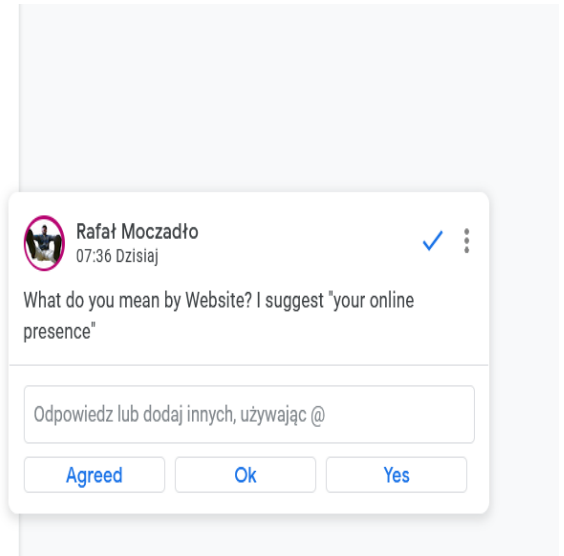 Rafał Moczadło
07:36 Dzisiaj
What do you mean by Website? I suggest "your online
presence"
Odpowiedz lub dodaj innych, używając @
Agreed
Ok
Yes